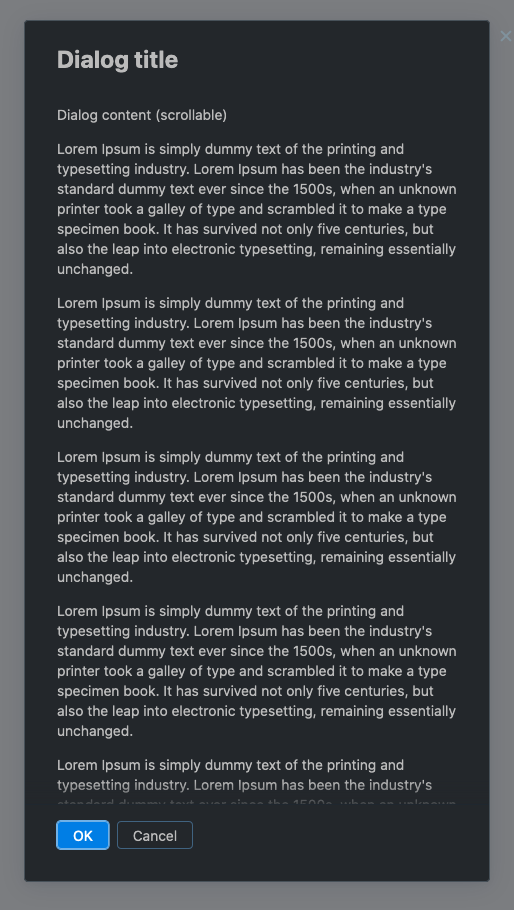 Dialog title
Dialog content (scrollable)
Lorem Ipsum is simply dummy text of the printing and
typesetting industry. Lorem Ipsum has been the industry's
standard dummy text ever since the 1500s, when an unknown
printer took a galley of type and scrambled it to make a type
specimen book. It has survived not only five centuries, but
also the leap into electronic typesetting, remaining essentially
unchanged.
Lorem Ipsum is simply dummy text of the printing and
typesetting industry. Lorem Ipsum has been the industry's
standard dummy text ever since the 1500s, when an unknown
printer took a galley of type and scrambled it to make a type
specimen book. It has survived not only five centuries, but
also the leap into electronic typesetting, remaining essentially
unchanged.
Lorem Ipsum is simply dummy text of the printing and
typesetting industry. Lorem Ipsum has been the industry's
standard dummy text ever since the 1500s, when an unknown
printer took a galley of type and scrambled it to make a type
specimen book. It has survived not only five centuries, but
also the leap into electronic typesetting, remaining essentially
unchanged.
Lorem Ipsum is simply dummy text of the printing and
typesetting industry. Lorem Ipsum has been the industry's
standard dummy text ever since the 1500s, when an unknown
printer took a galley of type and scrambled it to make a type
specimen book. It has survived not only five centuries, but
also the leap into electronic typesetting, remaining essentially
unchanged.
Lorem Ipsum is simply dummy text of the printing and
typesetting industry. Lorem Ipsum has been the industry's
standard dummy text ever since the 1500s, when an unknown
OK Cancel